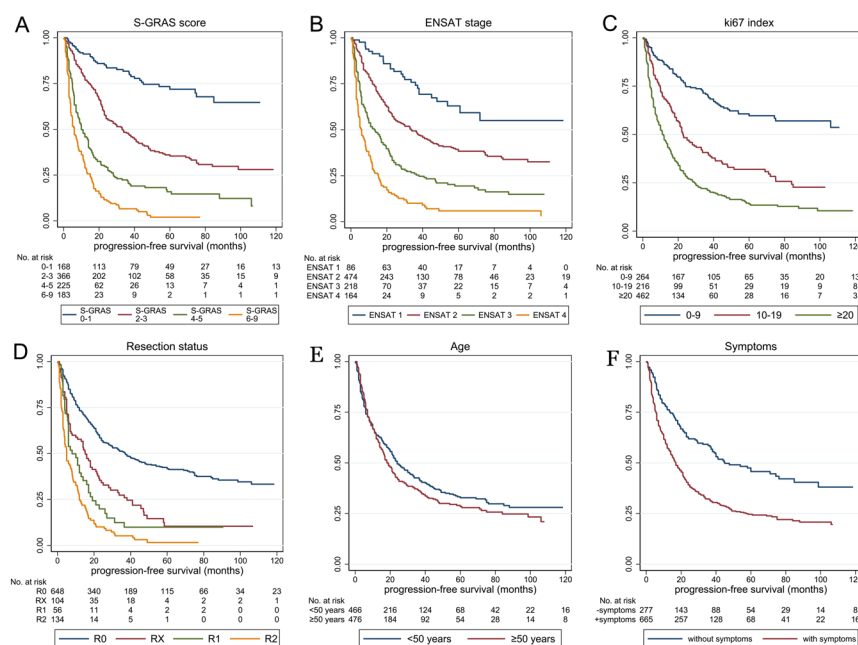 A
S-GRAS score
1.00
0.75
0.50
0.25
0.00
0 20 40 60 80 100 120
progression-free survival (months)
No. at risk
0-1 168 113 79 49 27 16 13
2-3 366 202 102 58 35 15 9
4-5 225 62 26 13 7 4 1
6-9 183 23 9 2 1 1 1
S-GRAS 0-1 S-GRAS 2-3 S-GRAS 4-5 S-GRAS 6-9
B
ENSAT stage
1.00
0.75
0.50
0.25
0.00
0 20 40 60 80 100 120
progression-free survival (months)
No. at risk
ENSAT 1 86 63 40 17 7 4 0
ENSAT 2 474 243 130 78 46 23 19
ENSAT 3 218 70 37 22 15 7 4
ENSAT 4 164 24 9 5 2 2 1
ENSAT 1 ENSAT 2 ENSAT 3 ENSAT 4
C
ki67 index
1.00
0.75
0.50
0.25
0.00
0 20 40 60 80 100 120
progression-free survival (months)
No. at risk
0-9 264 167 105 65 35 20 13
10-19 216 99 51 29 19 9 8
≥20 462 134 60 28 16 7 3
0-9 10-19 ≥20
D
Resection status
1.00
0.75
0.50
0.25
0.00
0 20 40 60 80 100 120
progression-free survival (months)
No. at risk
R0 648 340 189 115 66 34 23
RX 104 35 18 4 2 2 1
R1 56 11 4 2 2 0 0
R2 134 14 5 1 0 0 0
R0 RX R1 R2
E
Age
1.00
0.75
0.50
0.25
0.00
0 20 40 60 80 100 120
progression-free survival (months)
No. at risk
<50 years 466 216 124 68 42 22 16
≥50 years 476 184 92 54 28 14 8
<50 years ≥50 years
F
Symptoms
1.00
0.75
0.50
0.25
0.00
0 20 40 60 80 100 120
progression-free survival (months)
No. at risk
-symptoms 277 143 88 54 29 14 8
+symptoms 665 257 128 68 41 22 16
without symptoms with symptoms